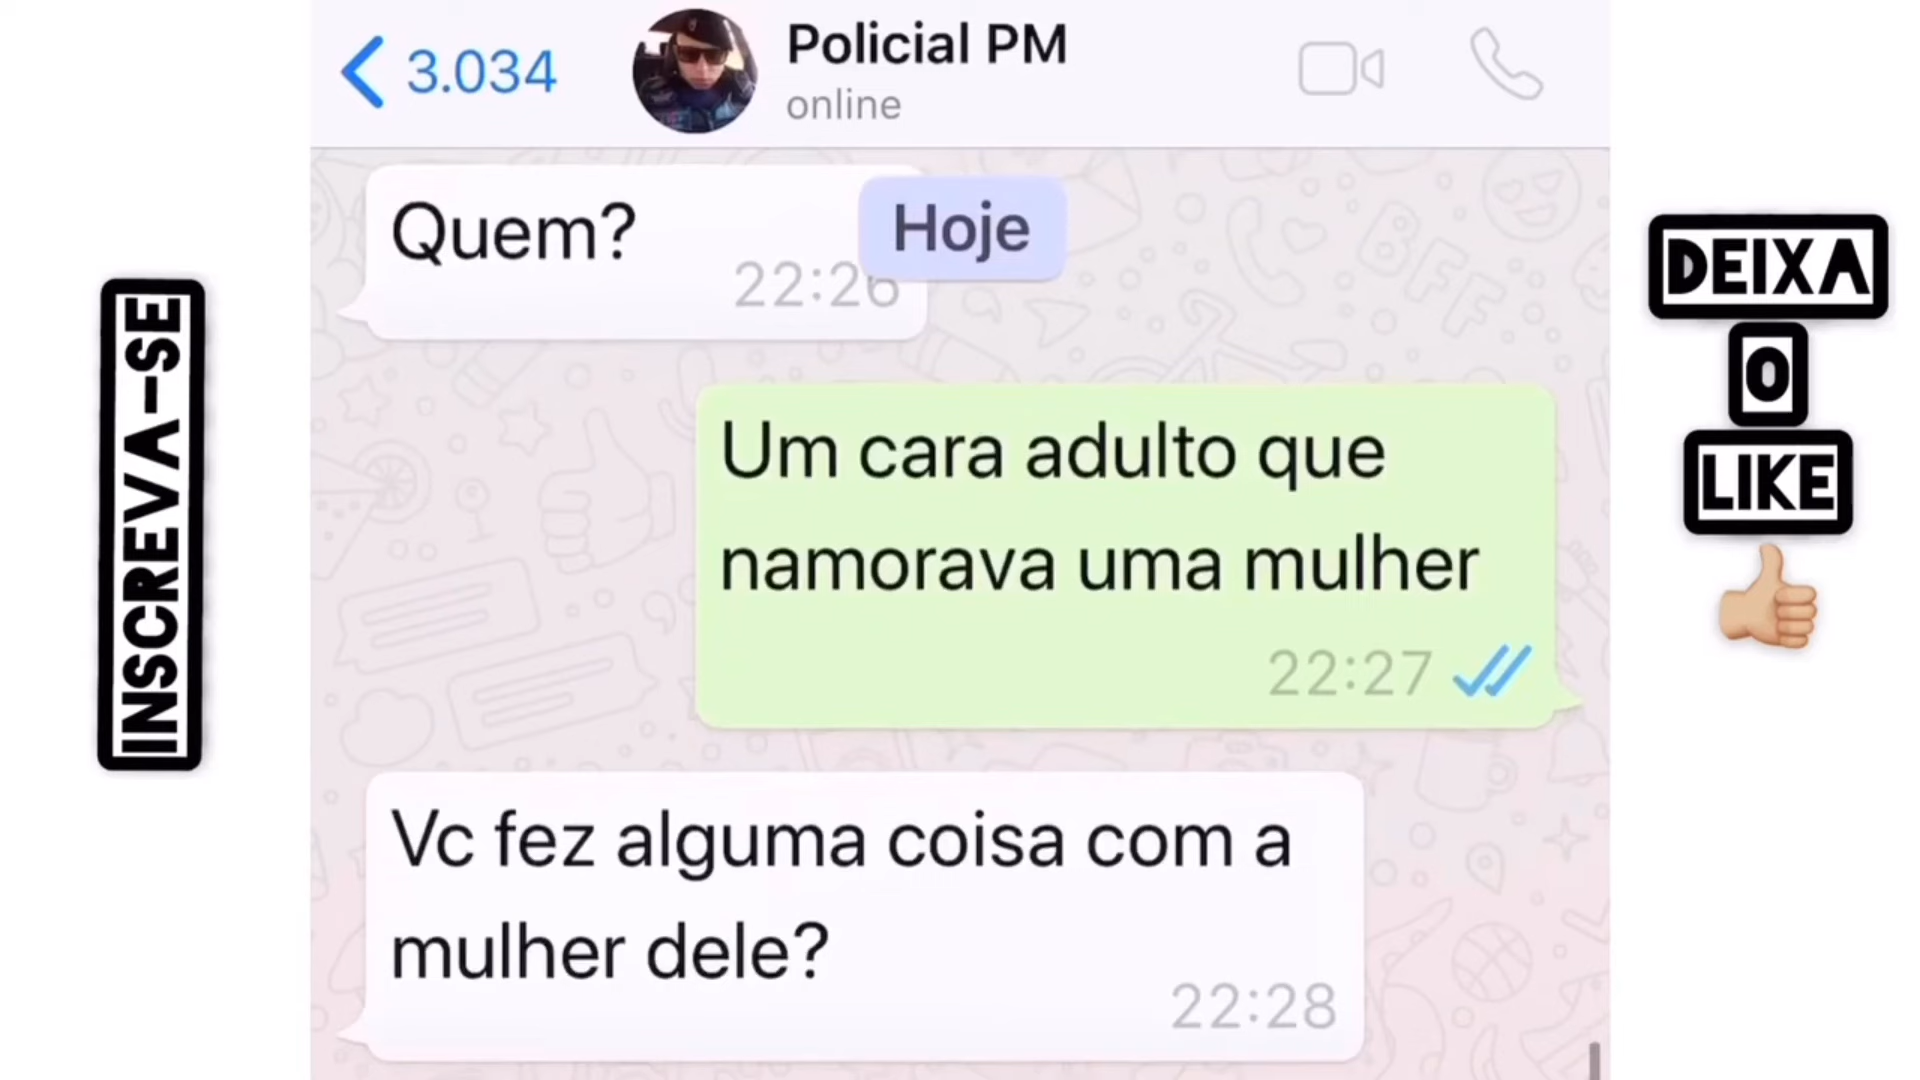 3.034
Policial PM
online
Quem?
22:26
Hoje
Um cara adulto que
namorava uma mulher
22:27
Vc fez alguma coisa com a
mulher dele?
22:28
INSCREVA-SE
DEIXA
O
LIKE